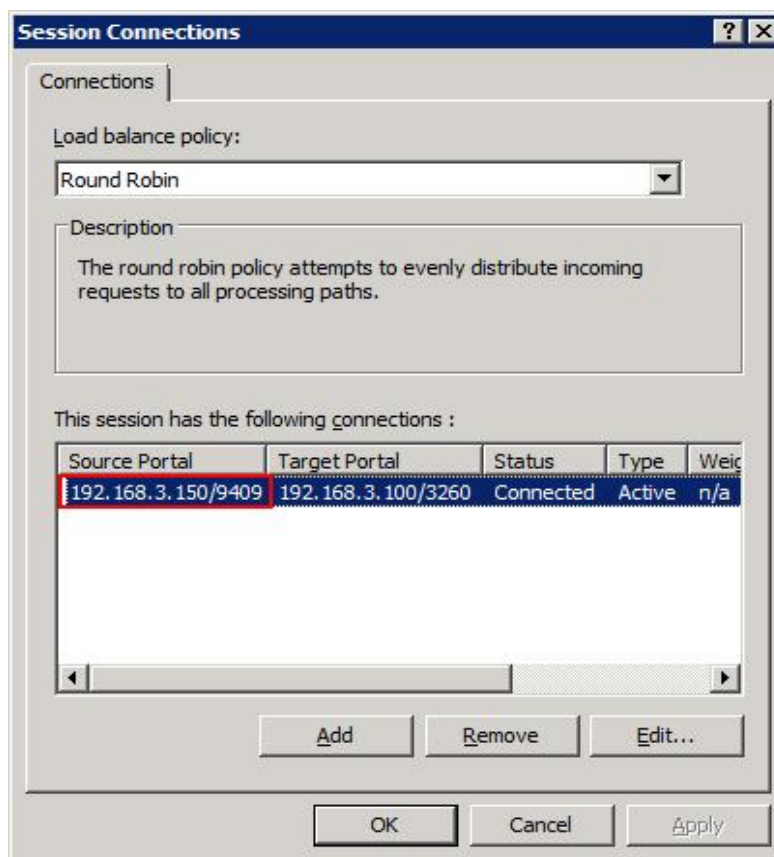 Session Connections
Connections
Load balance policy:
Round Robin
Description
The round robin policy attempts to evenly distribute incoming
requests to all processing paths.
This session has the following connections :
Source Portal Target Portal Status Type Weig
192.168.3.150/9409 192.168.3.100/3260 Connected Active n/a
Add Remove Edit...
OK Cancel Apply